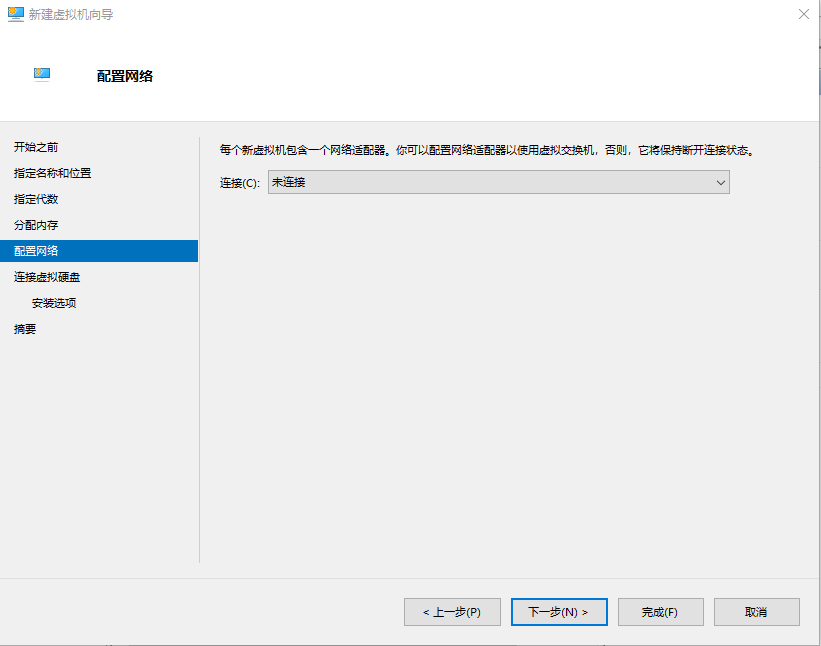 新建虚拟机向导
配置网络
开始之前
指定名称和位置
指定代数
分配内存
配置网络
连接虚拟硬盘
安装选项
摘要
每个新虚拟机包含一个网络适配器。你可以配置网络适配器以使用虚拟交换机，否则，它将保持断开连接状态。
连接(C): 未连接
< 上一步(P) 下一步(N) > 完成(F) 取消